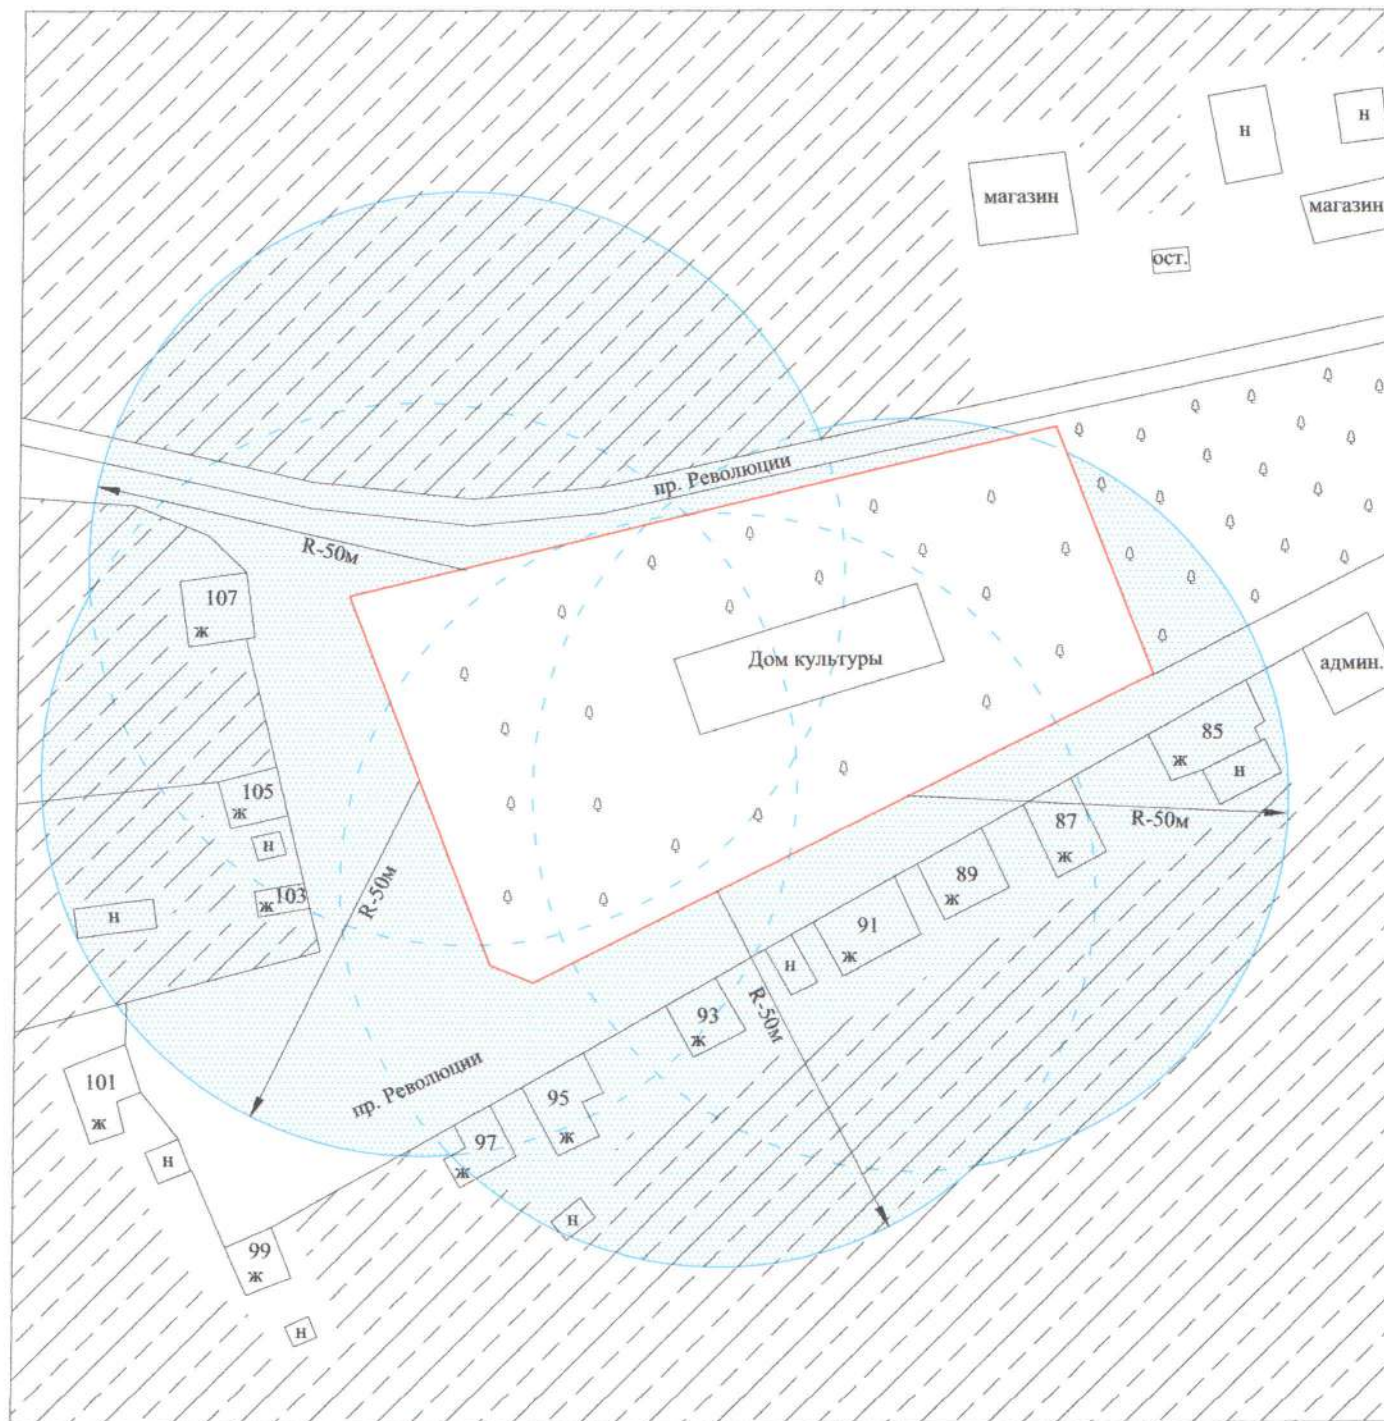 н
н
магазин
магазин
ост.
пр. Революции
R-50м
107
ж
Дом культуры
админ.
85
ж
н
105
ж
н
87
ж
R-50м
89
ж
103
ж
R-50м
н
91
ж
н
R-50м
93
ж
пр. Революции
101
ж
95
ж
97
ж
н
н
99
ж
н